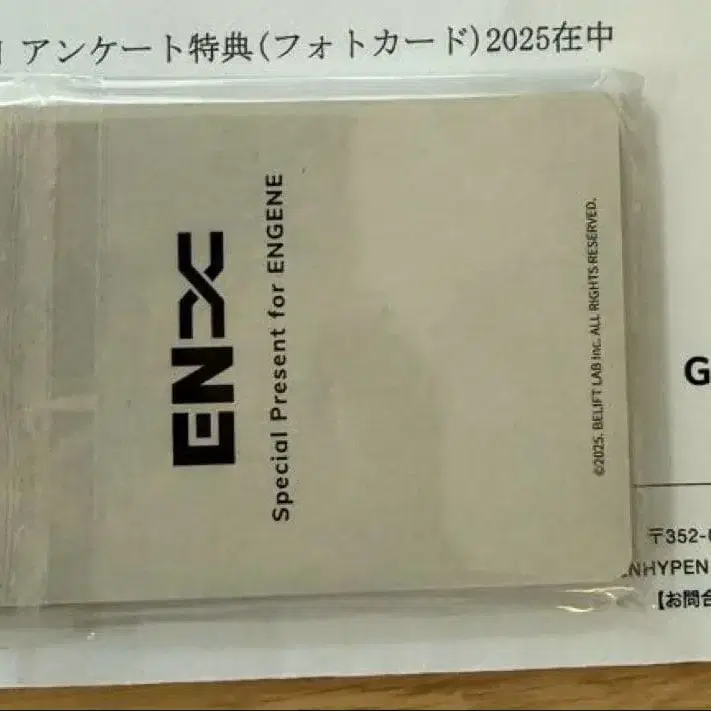 アンケート特典(フォトカード)2025在中
EN-X
Special Present for ENGENE
©2025. BELIFT LAB Inc. ALL RIGHTS RESERVED.
G
〒352-
ENHYPEN
【お問合